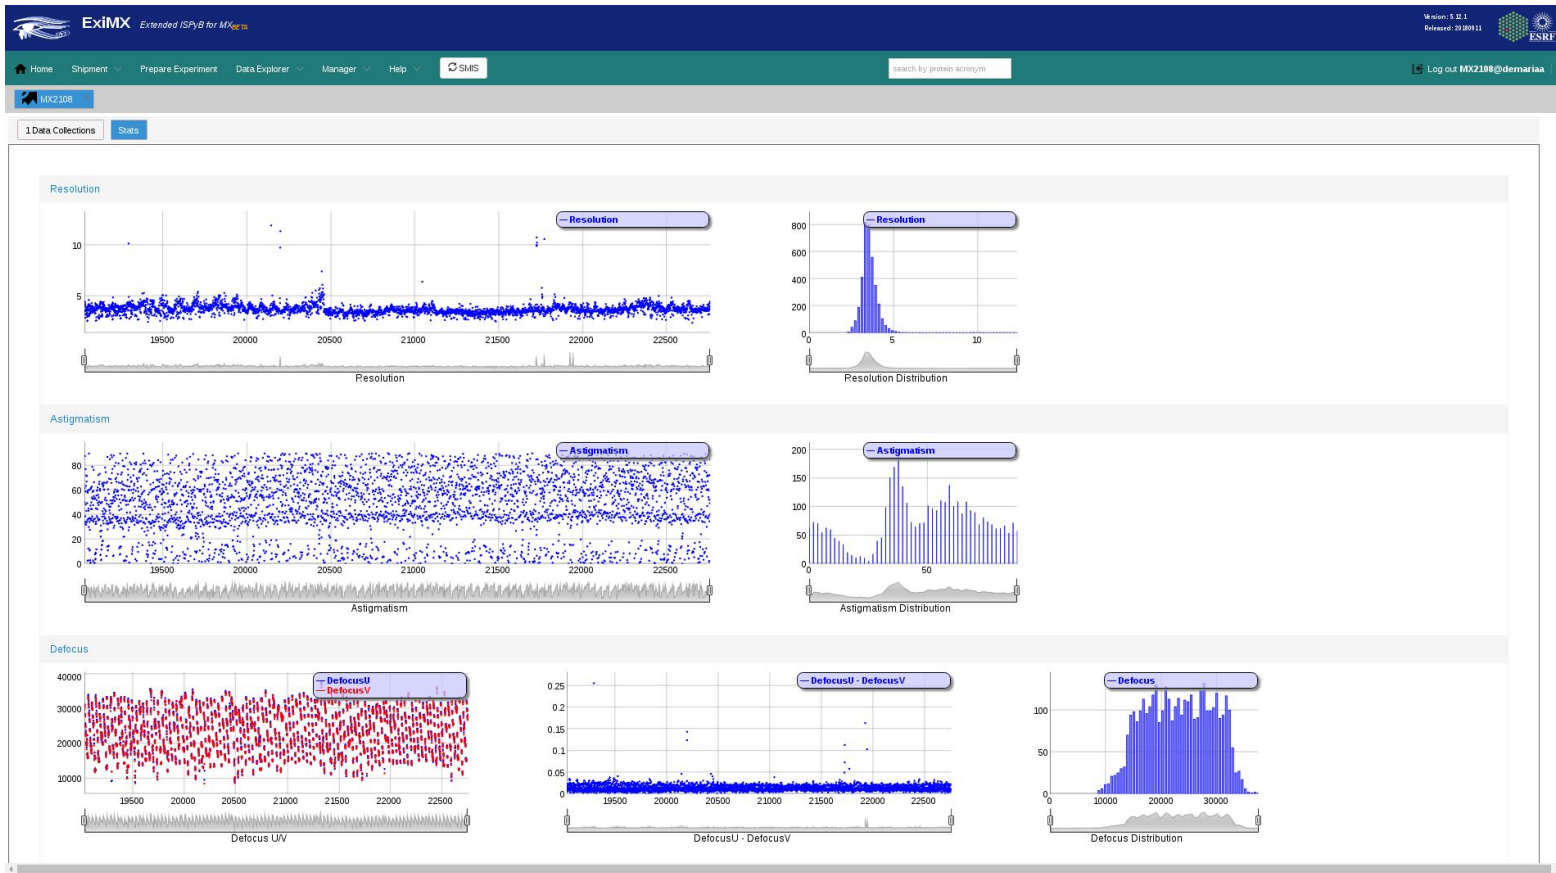 EXiMX Extended ISPyB for MX BETA
Version: 5.12.1
Released: 20180911
ESRF
Home Shipment Prepare Experiment Data Explorer Manager Help SMIS search by protein acronym Log out MX2108@demariaa
MX2108
1 Data Collections Stats
Resolution
— Resolution
10
5
19500 20000 20500 21000 21500 22000 22500
Resolution
— Resolution
800
600
400
200
0
0 5 10
Resolution Distribution
Astigmatism
— Astigmatism
80
60
40
20
0
19500 20000 20500 21000 21500 22000 22500
Astigmatism
— Astigmatism
200
150
100
50
0
0 50
Astigmatism Distribution
Defocus
— DefocusU
— DefocusV
40000
30000
20000
10000
19500 20000 20500 21000 21500 22000 22500
Defocus U/V
— DefocusU - DefocusV
0.25
0.2
0.15
0.1
0.05
0
19500 20000 20500 21000 21500 22000 22500
DefocusU - DefocusV
— Defocus
100
50
0
0 10000 20000 30000
Defocus Distribution